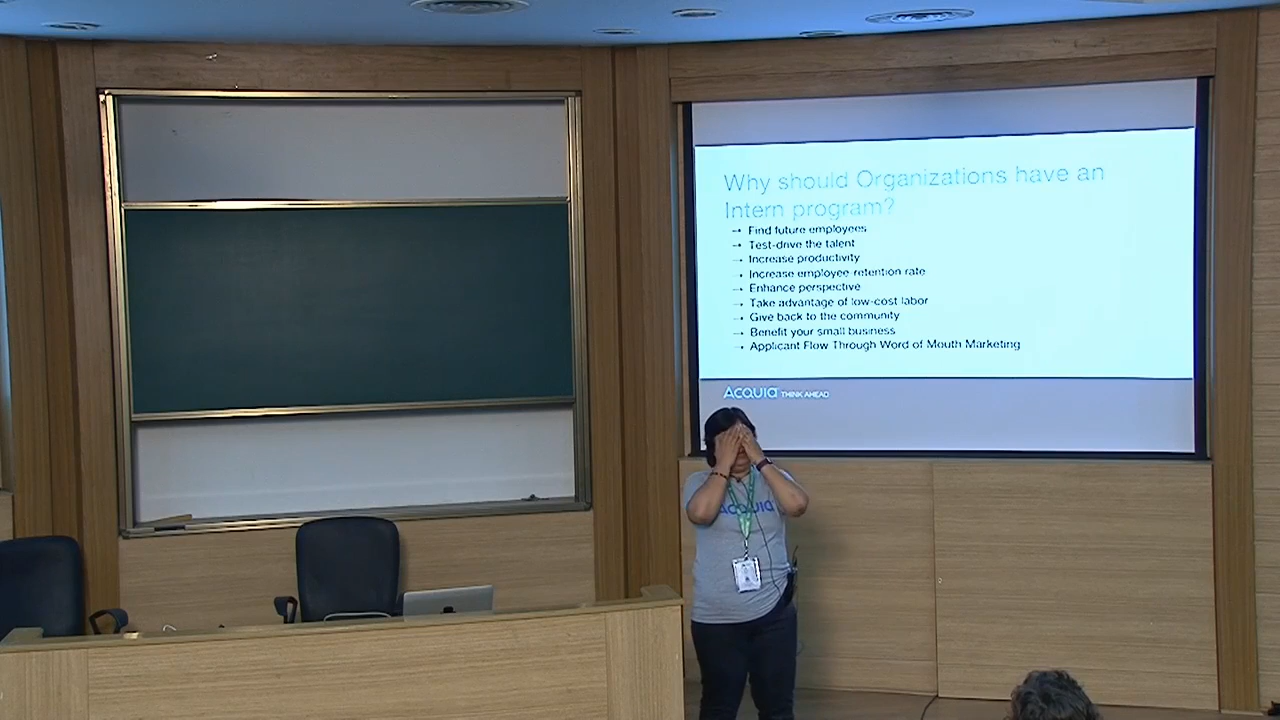 Why should Organizations have an
Intern program?
→ Find future employees
→ Test-drive the talent
→ Increase productivity
→ Increase employee retention rate
→ Enhance perspective
→ Take advantage of low-cost labor
→ Give back to the community
→ Benefit your small business
→ Applicant Flow Through Word of Mouth Marketing
ACQUIA THINK AHEAD
ACQUIA